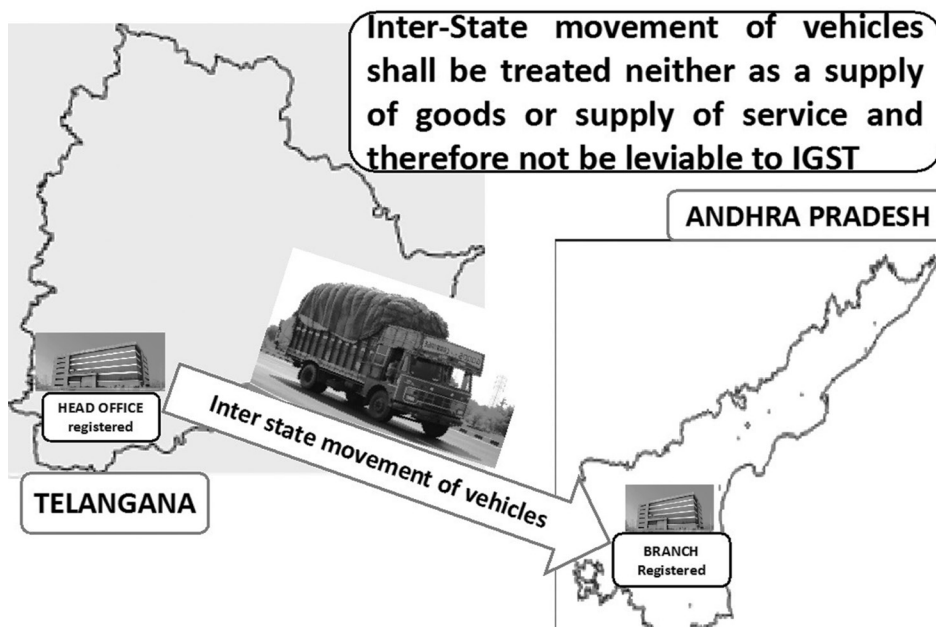 Inter-State movement of vehicles
shall be treated neither as a supply
of goods or supply of service and
therefore not be leviable to IGST
ANDHRA PRADESH
HEAD OFFICE
registered
Inter state movement of vehicles
TELANGANA
BRANCH
Registered